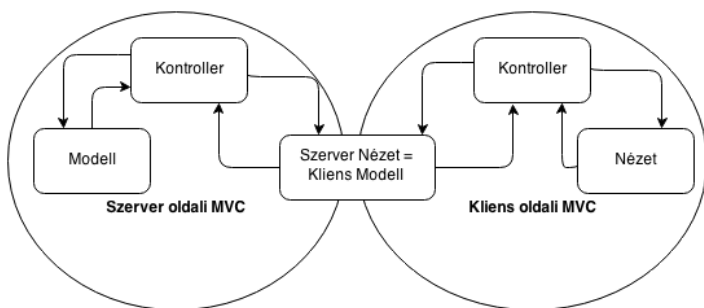 Kontroller
Modell
Szerver oldali MVC
Szerver Nézet =
Kliens Modell
Kontroller
Nézet
Kliens oldali MVC